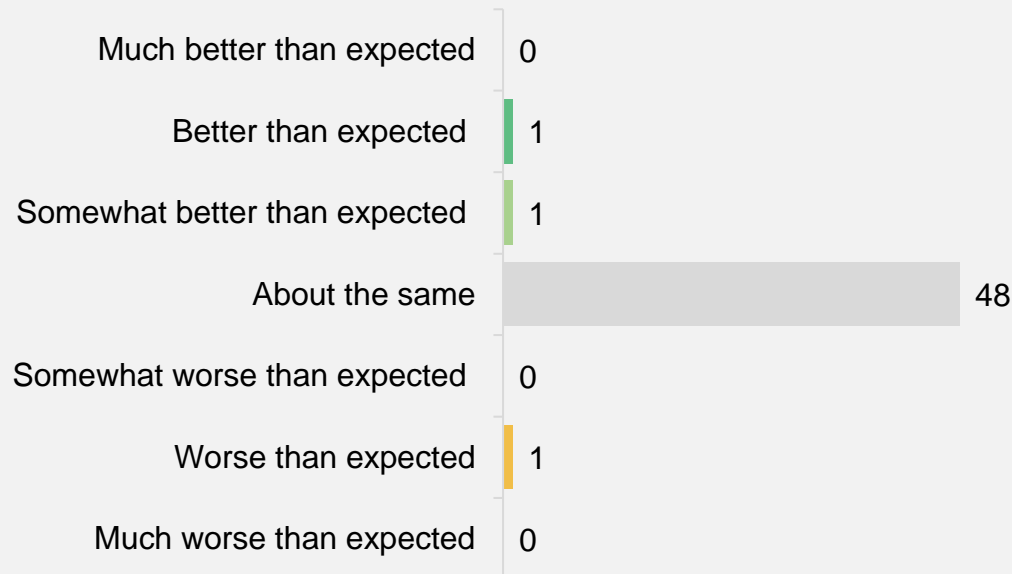 Much better than expected 0
Better than expected 1
Somewhat better than expected 1
About the same 48
Somewhat worse than expected 0
Worse than expected 1
Much worse than expected 0